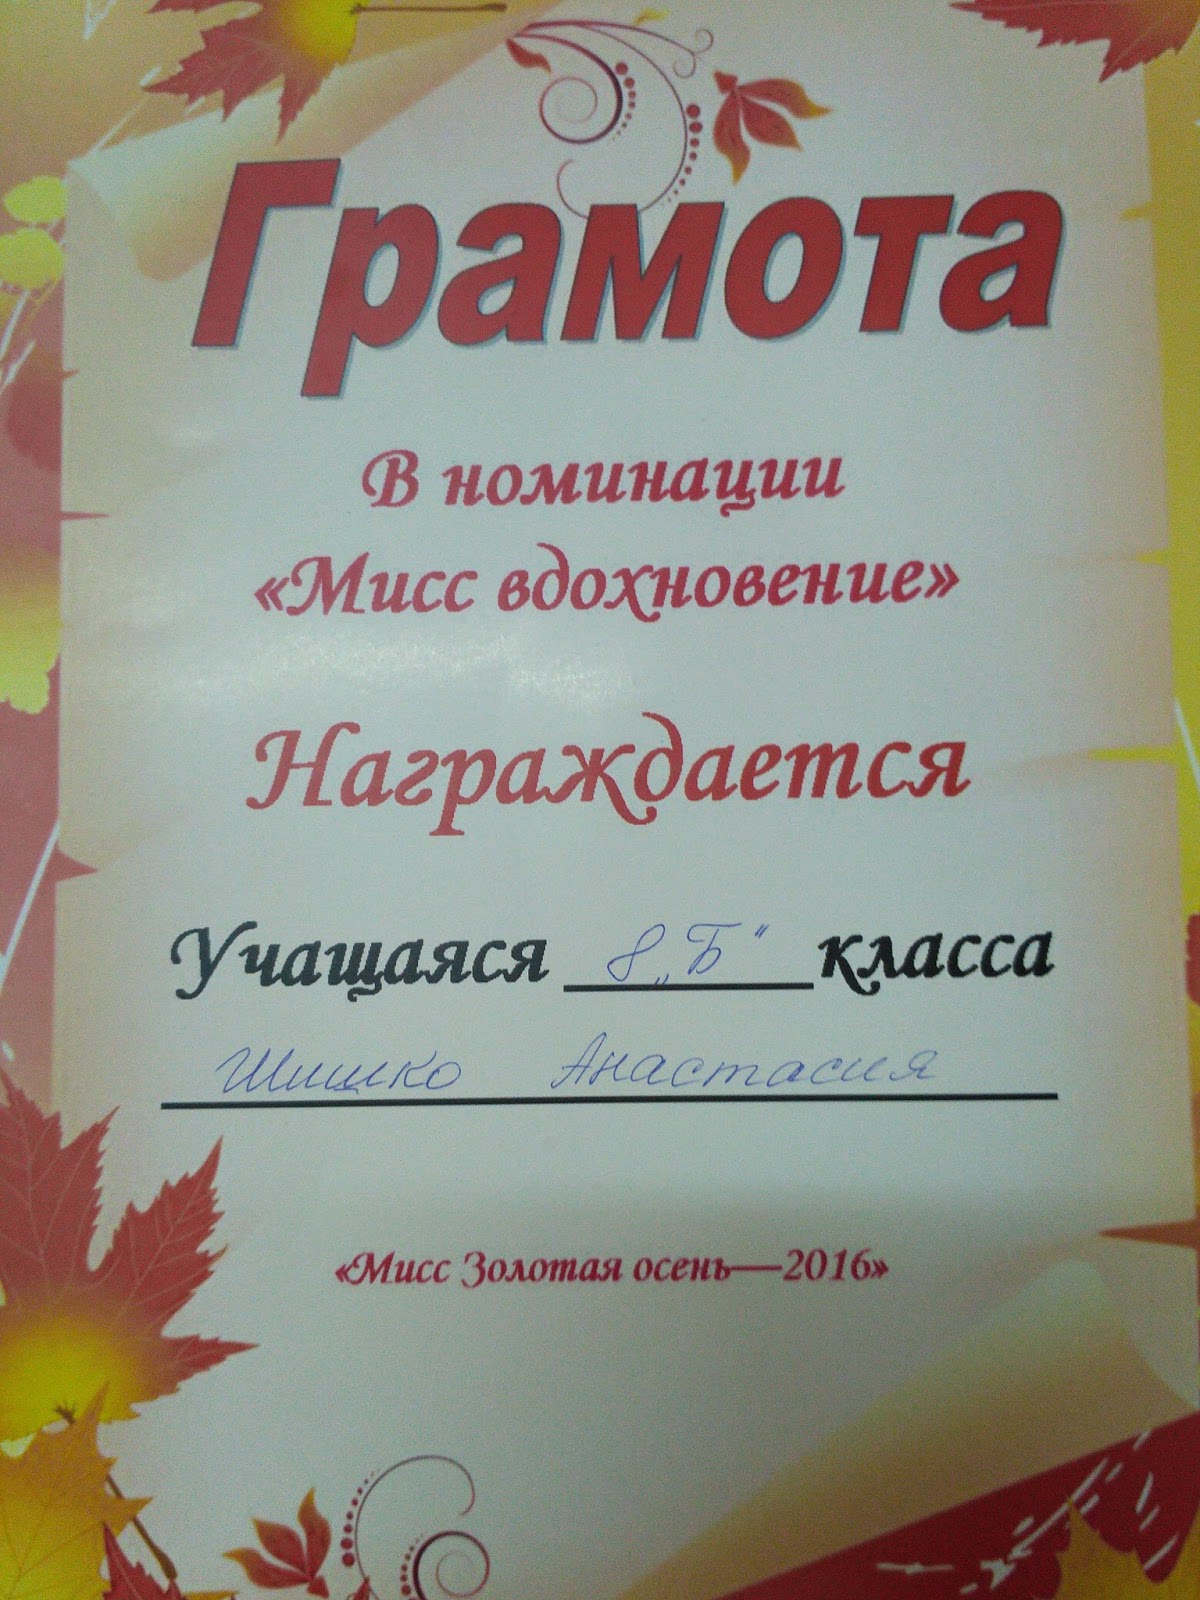 Грамота
В номинации
«Мисс вдохновение»
Награждается
Учащаяся 8 „Б“ класса
Шишко Анастасия
«Мисс Золотая осень—2016»